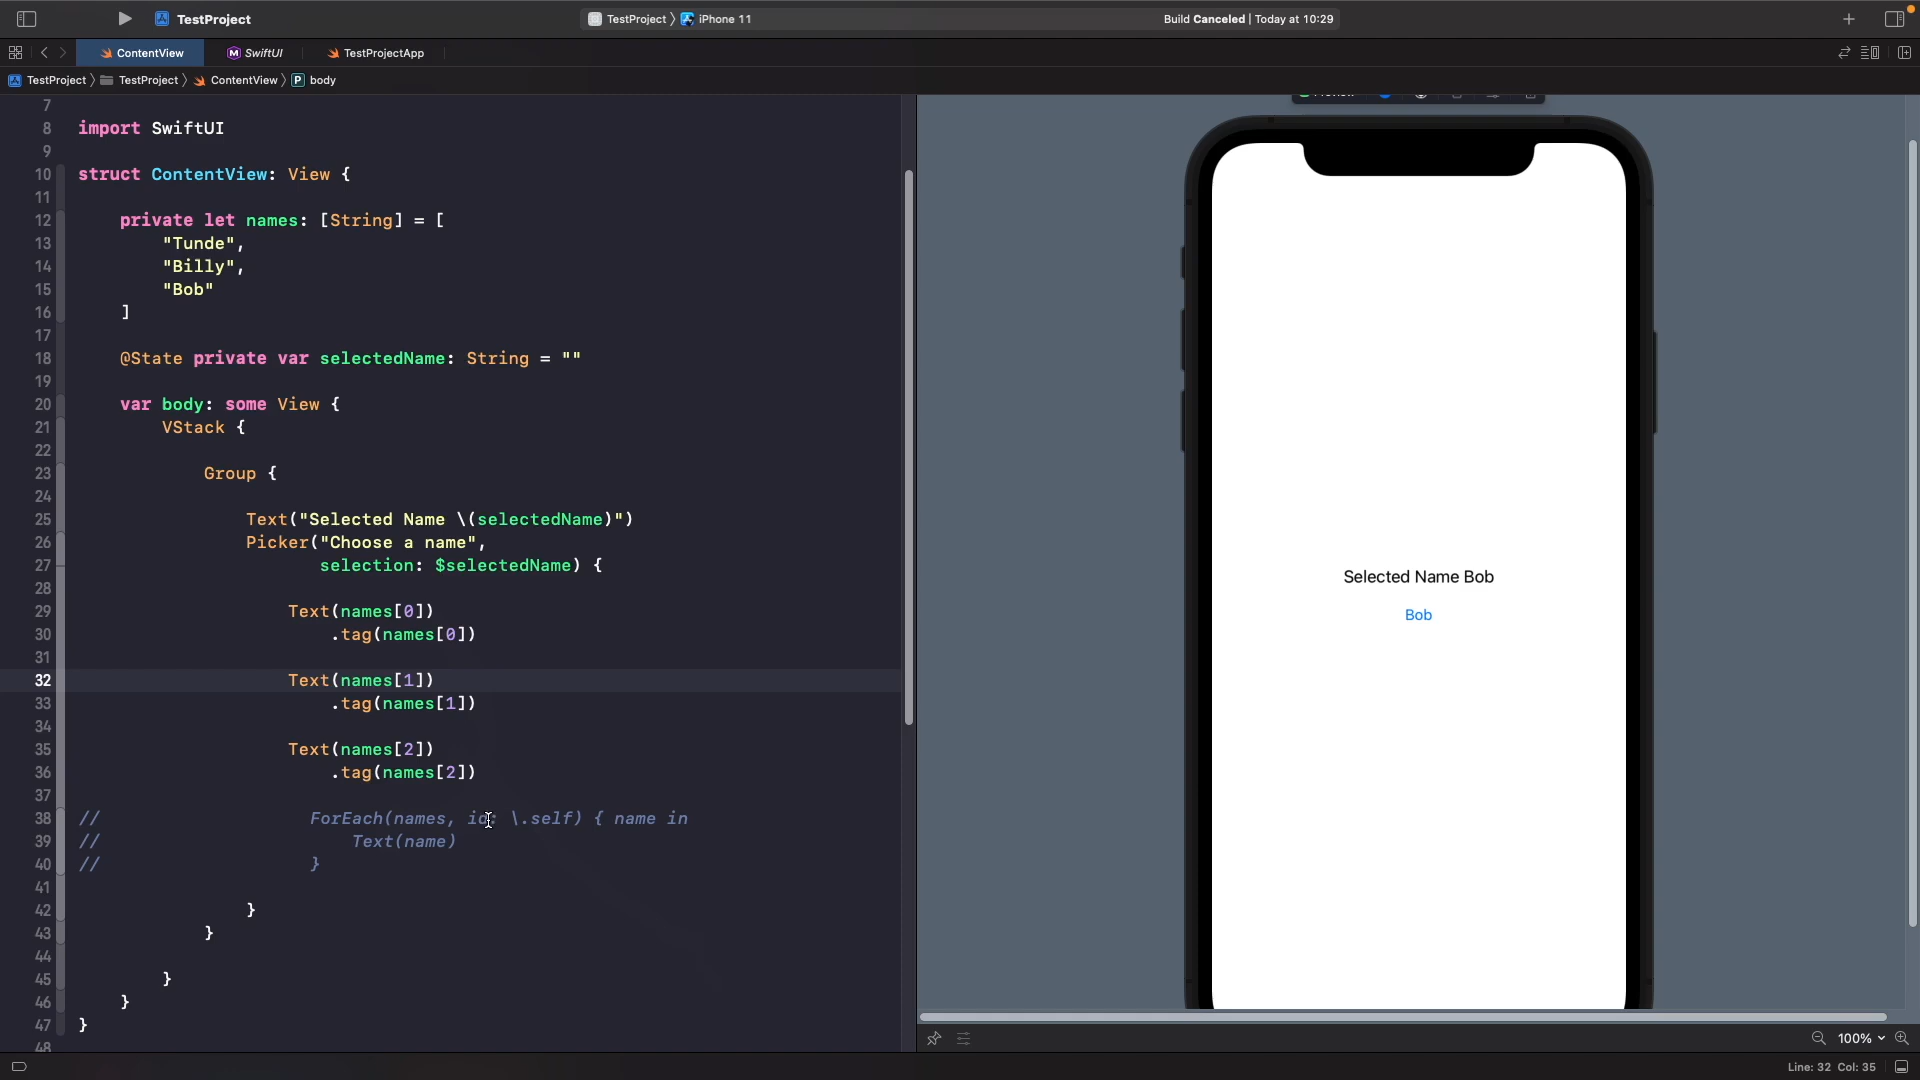 TestProject
TestProject 〉 iPhone 11
Build Canceled | Today at 10:29
ContentView
SwiftUI
TestProjectApp
TestProject 〉 TestProject 〉 ContentView 〉 P body
7
8 import SwiftUI
9
10 struct ContentView: View {
11
12 private let names: [String] = [
13 "Tunde",
14 "Billy",
15 "Bob"
16 ]
17
18 @State private var selectedName: String = ""
19
20 var body: some View {
21 VStack {
22
23 Group {
24
25 Text("Selected Name \(selectedName)")
26 Picker("Choose a name",
27 selection: $selectedName) {
28
29 Text(names[0])
30 .tag(names[0])
31
32 Text(names[1])
33 .tag(names[1])
34
35 Text(names[2])
36 .tag(names[2])
37
38 // ForEach(names, id: \.self) { name in
39 // Text(name)
40 // }
41
42 }
43 }
44
45 }
46 }
47 }
48
Selected Name Bob
Bob
100%
Line: 32 Col: 35